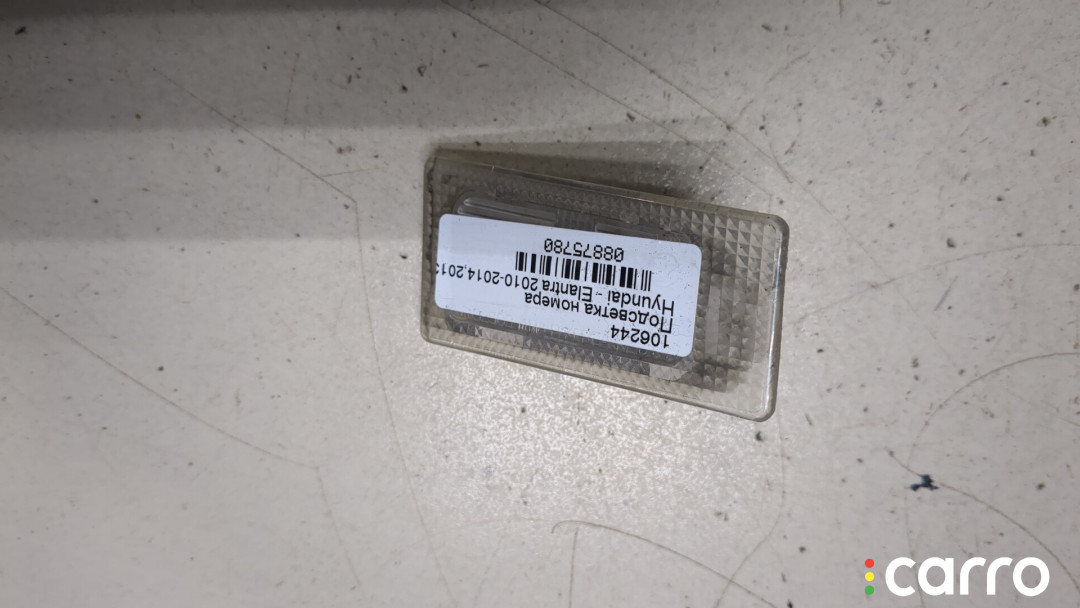 106244
Подсветка номера
Hyundai - Elantra 2010-2014,201
08875780
carro